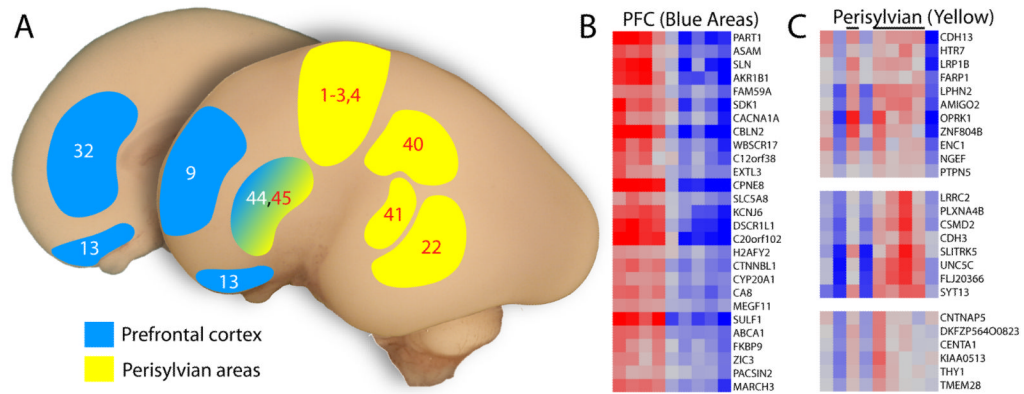 A
32
13
9
44,45
13
1-3,4
40
41
22
Prefrontal cortex
Perisylvian areas
B
PFC (Blue Areas)
PART1
ASAM
SLN
AKR1B1
FAM59A
SDK1
CACNA1A
CBLN2
WBSCR17
C12orf38
EXTL3
CPNE8
SLC5A8
KCNJ6
DSCR1L1
C20orf102
H2AFY2
CTNNBL1
CYP20A1
CA8
MEGF11
SULF1
ABCA1
FKBP9
ZIC3
PACSIN2
MARCH3
C
Perisylvian (Yellow)
CDH13
HTR7
LRP1B
FARP1
LPHN2
AMIGO2
OPRK1
ZNF804B
ENC1
NGEF
PTPN5
LRRC2
PLXNA4B
CSMD2
CDH3
SLITRK5
UNC5C
FLJ20366
SYT13
CNTNAP5
DKFZP564O0823
CENTA1
KIAA0513
THY1
TMEM28